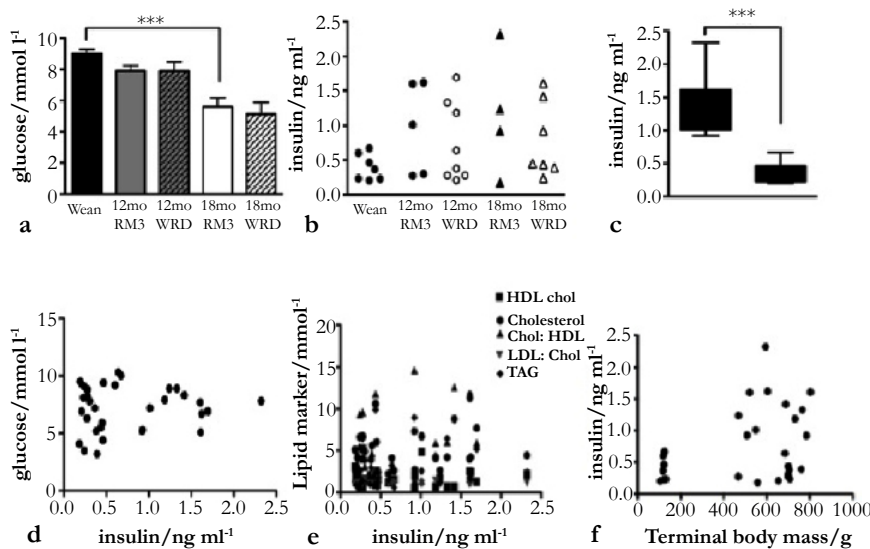 ***
glucose/mmol l-1
10
8
6
4
2
0
Wean
12mo RM3
12mo WRD
18mo RM3
18mo WRD
a
insulin/ng ml-1
2.5
2.0
1.5
1.0
0.5
0.0
Wean
12mo RM3
12mo WRD
18mo RM3
18mo WRD
b
***
insulin/ng ml-1
2.5
2.0
1.5
1.0
0.5
0.0
c
glucose/mmol l-1
15
10
5
0
0.0 0.5 1.0 1.5 2.0 2.5
d
insulin/ng ml-1
HDL chol
Cholesterol
Chol: HDL
LDL: Chol
TAG
Lipid marker/mmol-1
20
15
10
5
0
0.0 0.5 1.0 1.5 2.0 2.5
e
insulin/ng ml-1
insulin/ng ml-1
2.5
2.0
1.5
1.0
0.5
0.0
0 200 400 600 800 1000
f
Terminal body mass/g